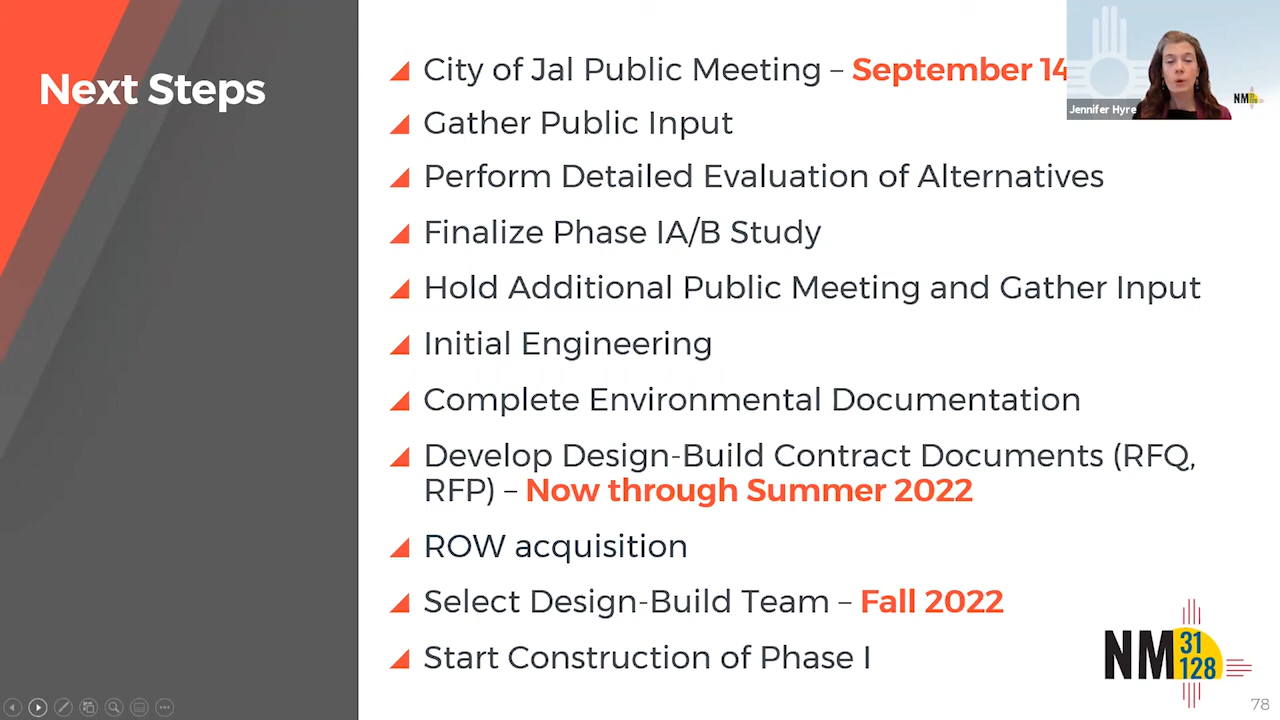 Next Steps
City of Jal Public Meeting – September 14
Gather Public Input
Perform Detailed Evaluation of Alternatives
Finalize Phase IA/B Study
Hold Additional Public Meeting and Gather Input
Initial Engineering
Complete Environmental Documentation
Develop Design-Build Contract Documents (RFQ,
RFP) – Now through Summer 2022
ROW acquisition
Select Design-Build Team – Fall 2022
Start Construction of Phase I
Jennifer Hyre
NM 31
128
NM 31
128
78